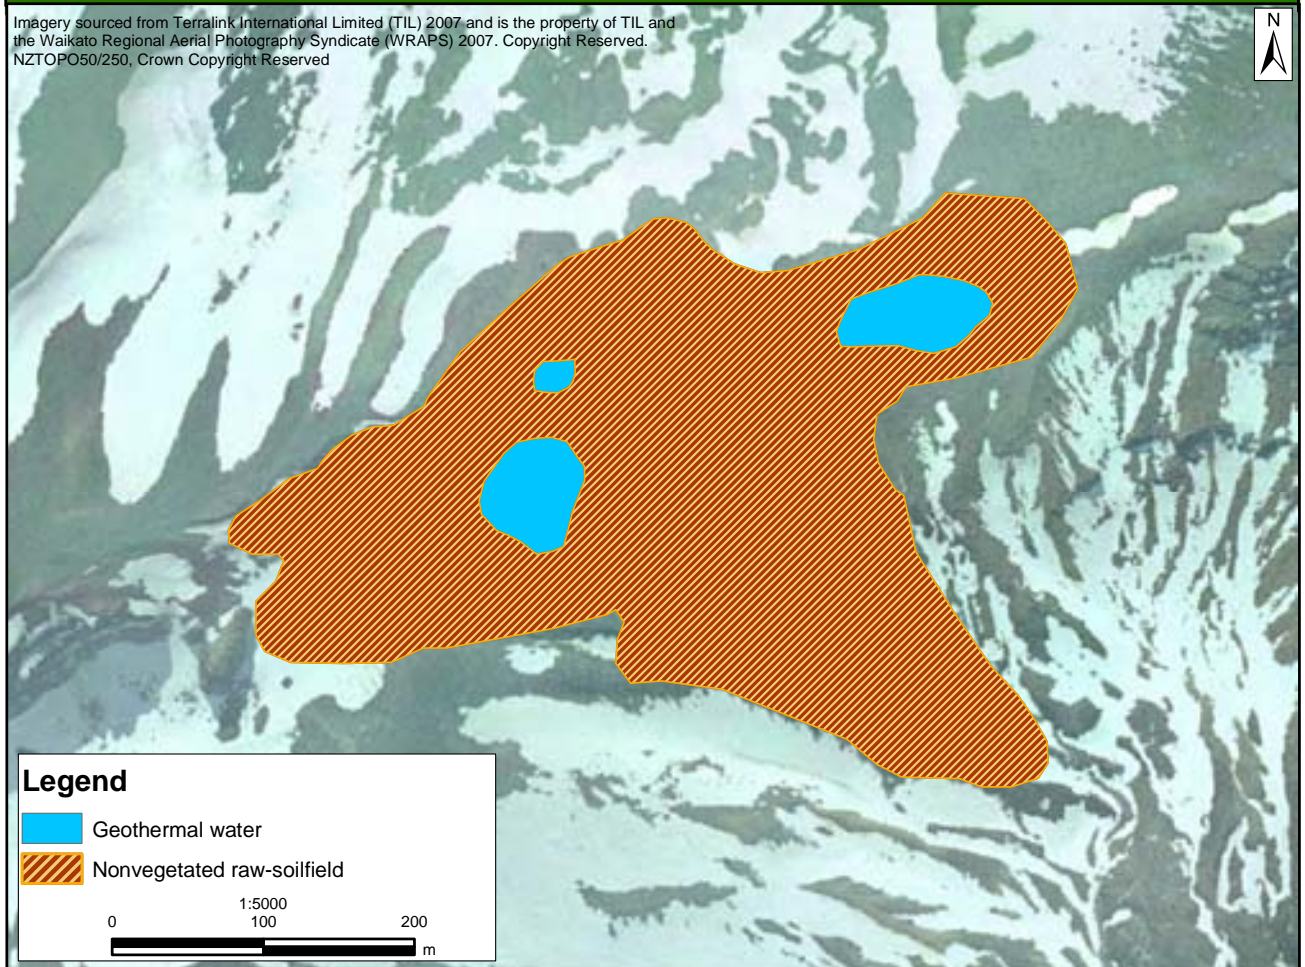 Imagery sourced from Terralink International Limited (TIL) 2007 and is the property of TIL and
the Waikato Regional Aerial Photography Syndicate (WRAPS) 2007. Copyright Reserved.
NZTOPO50/250, Crown Copyright Reserved
N
Legend
Geothermal water
Nonvegetated raw-soilfield
1:5000
0 100 200
m